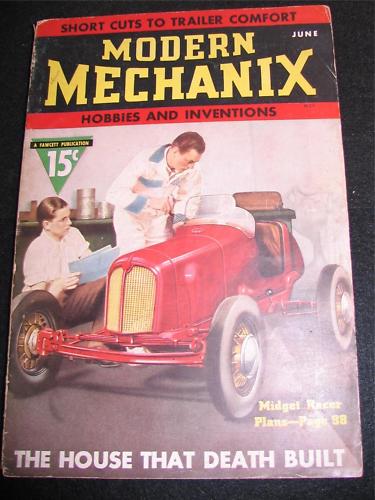 SHORT CUTS TO TRAILER COMFORT
JUNE
MODERN
MECHANIX
HOBBIES AND INVENTIONS
A FAWCETT PUBLICATION
15¢
Midget Racer
Plans—Page 88
THE HOUSE THAT DEATH BUILT